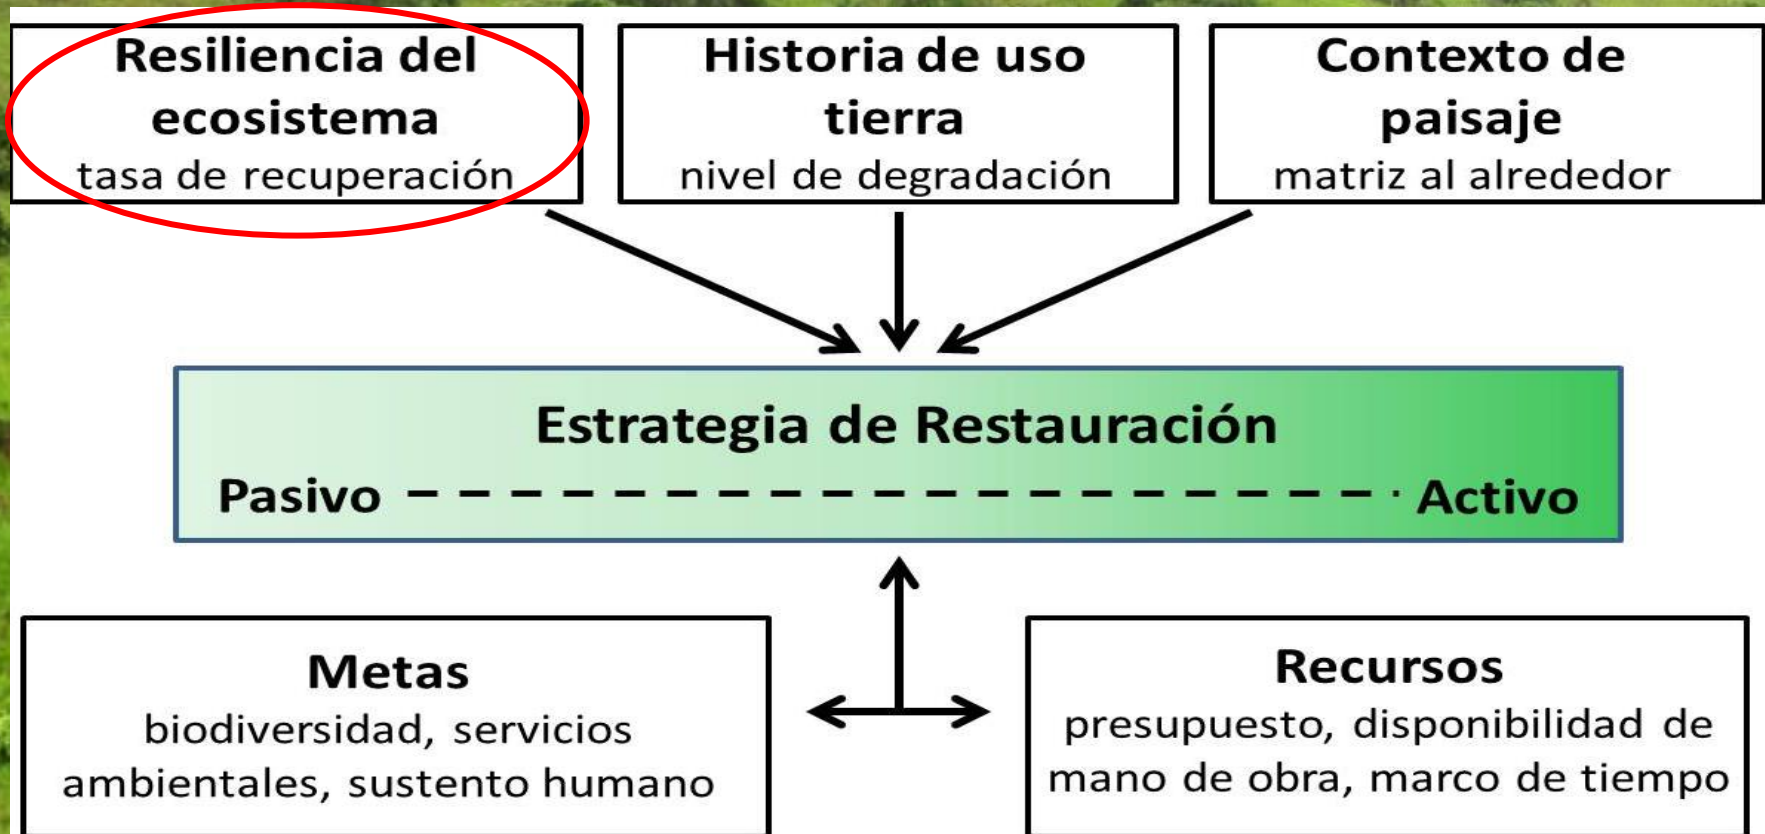 Resiliencia del
ecosistema
tasa de recuperación
Historia de uso
tierra
nivel de degradación
Contexto de
paisaje
matriz al alrededor
Estrategia de Restauración
Pasivo
Activo
Metas
biodiversidad, servicios
ambientales, sustento humano
Recursos
presupuesto, disponibilidad de
mano de obra, marco de tiempo